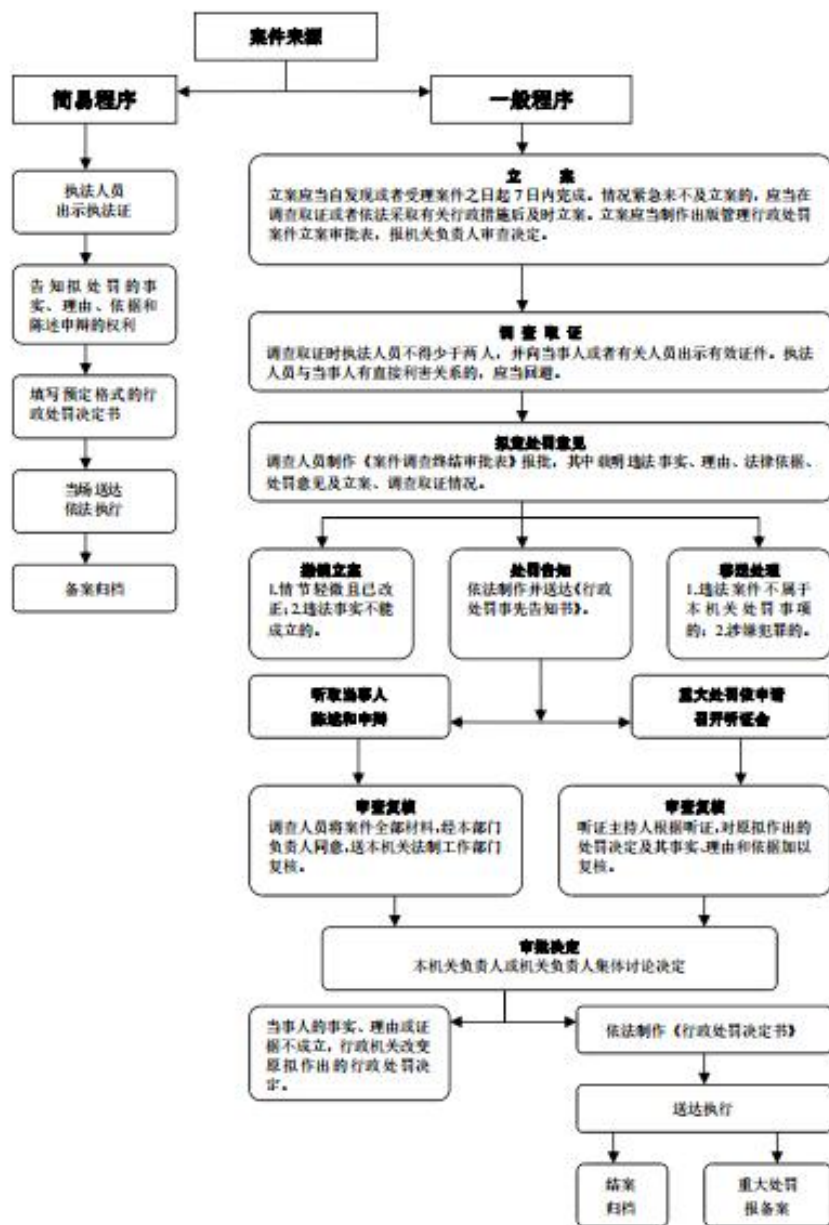 案件来源
简易程序
一般程序
执法人员
出示执法证
告知拟处罚的事
实、理由、依据和
陈述申辩的权利
填写预定格式的行
政处罚决定书
当场送达
依法执行
备案归档
立 案
立案应当自发现或者受理案件之日起7日内完成。情况紧急来不及立案的，应当在
调查取证或者依法采取有关行政措施后及时立案。立案应当制作出版管理行政处罚
案件立案审批表，报机关负责人审查决定。
调 查 取 证
调查取证时执法人员不得少于两人，并向当事人或者有关人员出示有效证件。执法
人员与当事人有直接利害关系的，应当回避。
拟定处罚意见
调查人员制作《案件调查终结审批表》报批，其中载明违法事实、理由、法律依据、
处罚意见及立案、调查取证情况。
撤销立案
1.情节轻微且已改
正；2.违法事实不能
成立的。
处罚告知
依法制作并送达《行政
处罚事先告知书》。
移送处理
1.违法案件不属于
本机关处罚事项
的；2.涉嫌犯罪的。
听取当事人
陈述和申辩
重大处罚依申请
召开听证会
审查复核
调查人员将案件全部材料，经本部门
负责人同意，送本机关法制工作部门
复核。
审查复核
听证主持人根据听证，对原拟作出的
处罚决定及其事实、理由和依据加以
复核。
审批决定
本机关负责人或机关负责人集体讨论决定
当事人的事实、理由或证
据不成立，行政机关改变
原拟作出的行政处罚决
定。
依法制作《行政处罚决定书》
送达执行
结案
归档
重大处罚
报备案